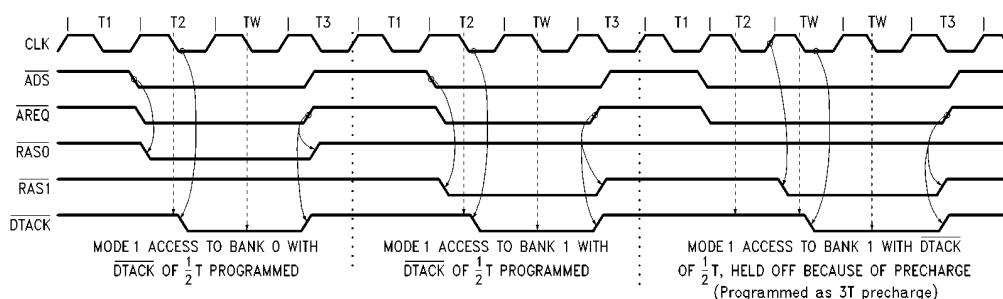 T1 T2 TW T3 T1 T2 TW T3 T1 T2 TW TW T3
CLK
ADS
AREQ
RAS0
RAS1
DTACK
MODE 1 ACCESS TO BANK 0 WITH
DTACK OF 1/2 T PROGRAMMED
MODE 1 ACCESS TO BANK 1 WITH
DTACK OF 1/2 T PROGRAMMED
MODE 1 ACCESS TO BANK 1 WITH DTACK
OF 1/2 T, HELD OFF BECAUSE OF PRECHARGE
(Programmed as 3T precharge)